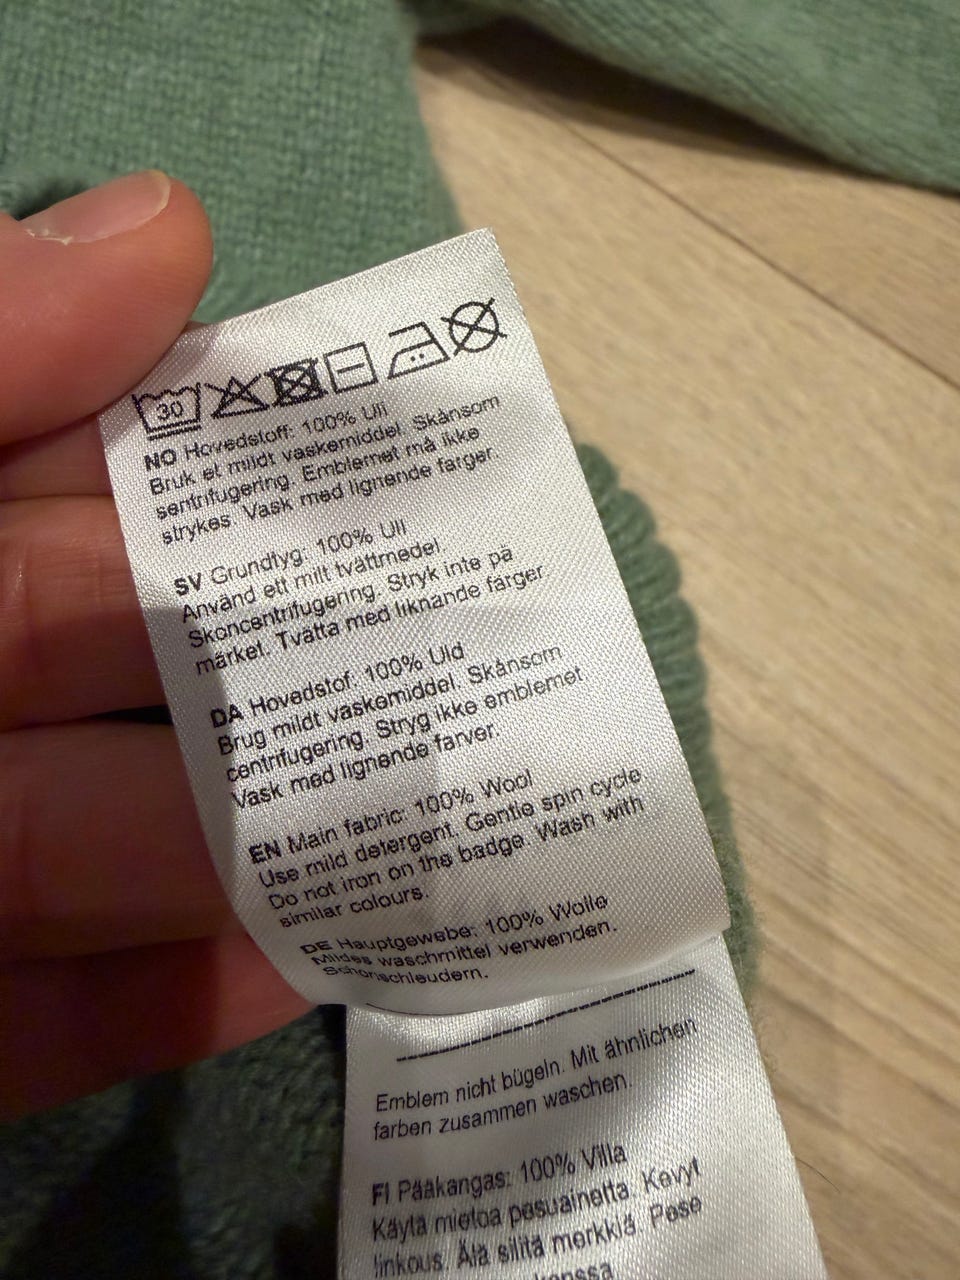 30
NO Hovedstoff: 100% Ull
Bruk et mildt vaskemiddel. Skånsom
sentrifugering. Emblemet må ikke
strykes. Vask med lignende farger.
SV Grundtyg: 100% Ull
Använd ett milt tvättmedel.
Skoncentrifugering. Stryk inte på
märket. Tvätta med liknande färger.
DA Hovedstof: 100% Uld
Brug mildt vaskemiddel. Skånsom
centrifugering. Stryg ikke emblemet.
Vask med lignende farver.
EN Main fabric: 100% Wool
Use mild detergent. Gentle spin cycle.
Do not iron on the badge. Wash with
similar colours.
DE Hauptgewebe: 100% Wolle
Mildes waschmittel verwenden.
Schonschleudern.
Emblem nicht bügeln. Mit ähnlichen
farben zusammen waschen.
FI Pääkangas: 100% Villa
Käytä mietoa pesuainetta. Kevyt
linkous. Älä silitä merkkiä. Pese